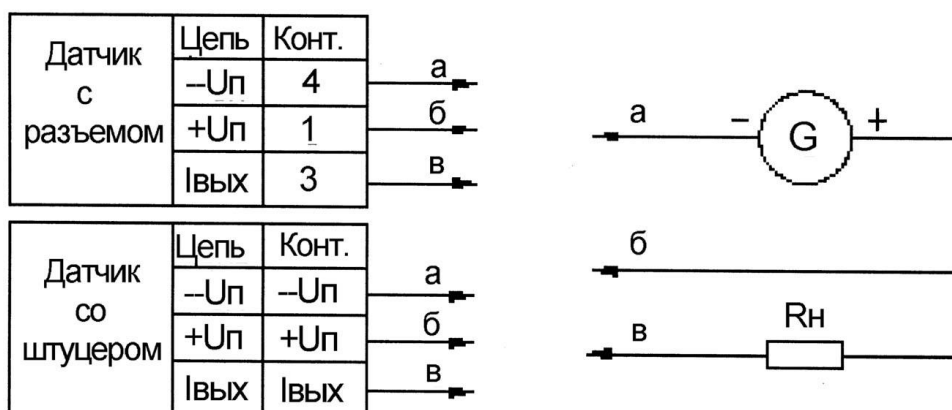 Датчик
с
разъемом
Цепь Конт.
--Uп 4
+Uп 1
Iвых 3
а
б
в
Датчик
со
штуцером
Цепь Конт.
--Uп --Uп
+Uп +Uп
Iвых Iвых
а
б
в
а - G +
б
в Rн